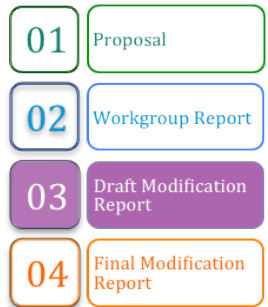 01 Proposal
02 Workgroup Report
03 Draft Modification
Report
04 Final Modification
Report